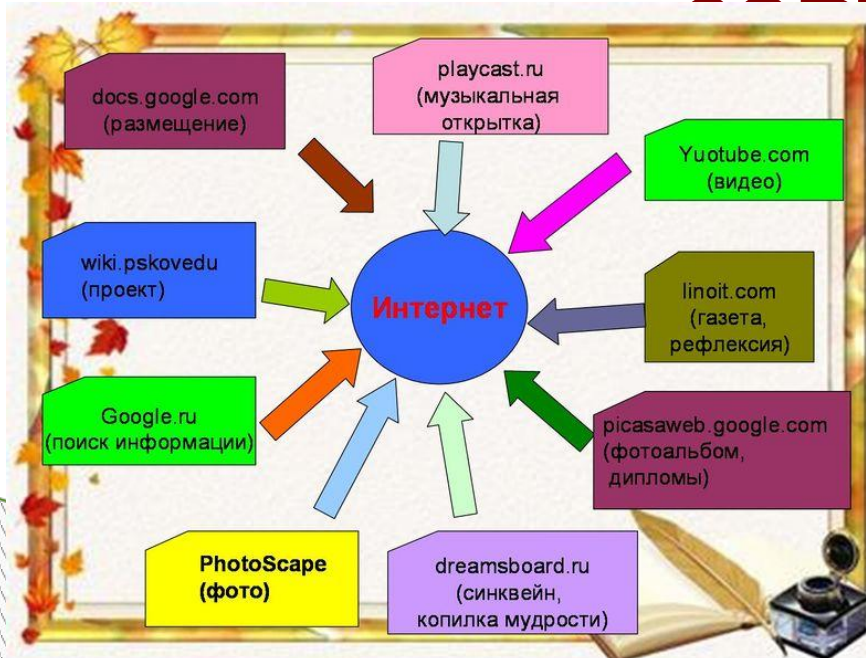 docs.google.com
(размещение)
playcast.ru
(музыкальная
открытка)
Yuotube.com
(видео)
wiki.pskovedu
(проект)
Интернет
linoit.com
(газета,
рефлексия)
Google.ru
(поиск информации)
picasaweb.google.com
(фотоальбом,
дипломы)
PhotoScape
(фото)
dreamsboard.ru
(синквейн,
копилка мудрости)